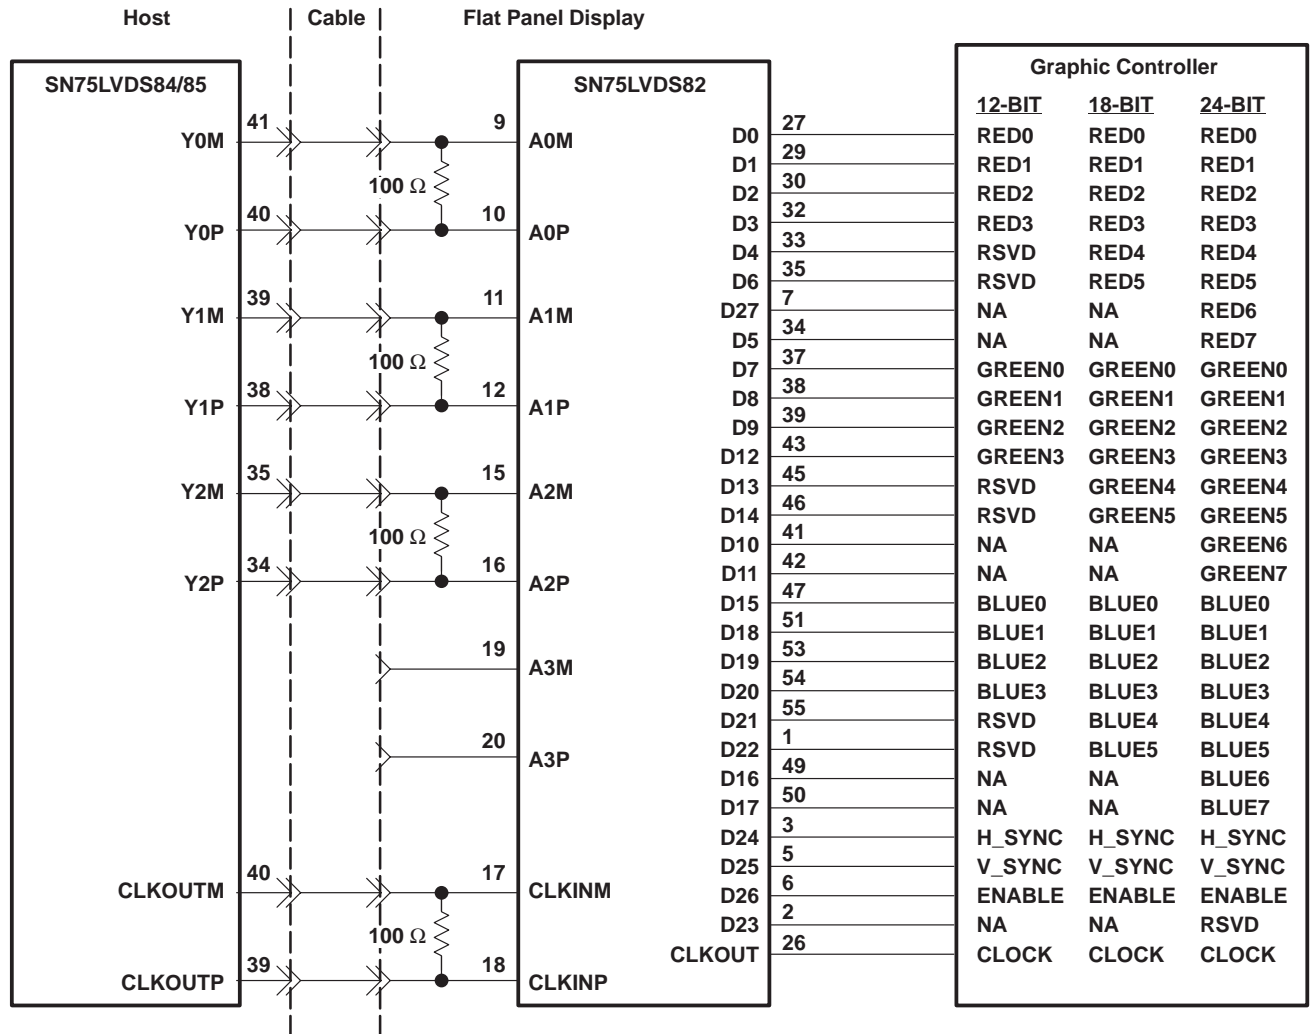 Host Cable Flat Panel Display
SN75LVDS84/85
Y0M 41
Y0P 40
Y1M 39
Y1P 38
Y2M 35
Y2P 34
CLKOUTM 40
CLKOUTP 39
100 Ω
100 Ω
100 Ω
100 Ω
SN75LVDS82
9 A0M
10 A0P
11 A1M
12 A1P
15 A2M
16 A2P
19 A3M
20 A3P
17 CLKINM
18 CLKINP
Graphic Controller
12-BIT 18-BIT 24-BIT
D0 27 RED0 RED0 RED0
D1 29 RED1 RED1 RED1
D2 30 RED2 RED2 RED2
D3 32 RED3 RED3 RED3
D4 33 RSVD RED4 RED4
D6 35 RSVD RED5 RED5
D27 7 NA NA RED6
D5 34 NA NA RED7
D7 37 GREEN0 GREEN0 GREEN0
D8 38 GREEN1 GREEN1 GREEN1
D9 39 GREEN2 GREEN2 GREEN2
D12 43 GREEN3 GREEN3 GREEN3
D13 45 RSVD GREEN4 GREEN4
D14 46 RSVD GREEN5 GREEN5
D10 41 NA NA GREEN6
D11 42 NA NA GREEN7
D15 47 BLUE0 BLUE0 BLUE0
D18 51 BLUE1 BLUE1 BLUE1
D19 53 BLUE2 BLUE2 BLUE2
D20 54 BLUE3 BLUE3 BLUE3
D21 55 RSVD BLUE4 BLUE4
D22 1 RSVD BLUE5 BLUE5
D16 49 NA NA BLUE6
D17 50 NA NA BLUE7
D24 3 H_SYNC H_SYNC H_SYNC
D25 5 V_SYNC V_SYNC V_SYNC
D26 6 ENABLE ENABLE ENABLE
D23 2 NA NA RSVD
CLKOUT 26 CLOCK CLOCK CLOCK